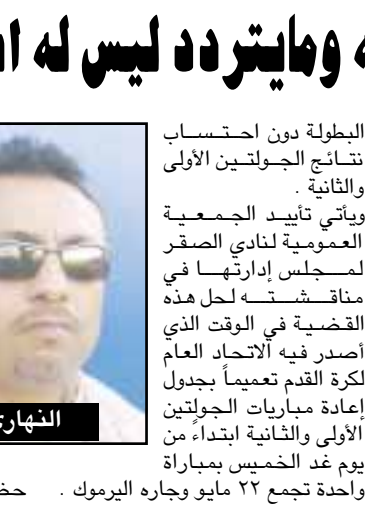 ومايتردد ليس له
البطولة دون احتساب
نتائج الجولتين الأولى
والثانية .
ويأتي تأييد الجمعية
العمومية لنادي الصقر
لمجلس إدارتها في
مناقشته لحل هذه
القضية في الوقت الذي
أصدر فيه الاتحاد العام
لكرة القدم تعميماً بجدول
إعادة مباريات الجولتين
الأولى والثانية ابتداءً من
يوم غد الخميس بمباراة
واحدة تجمع ٢٢ مايو وجاره اليرموك .